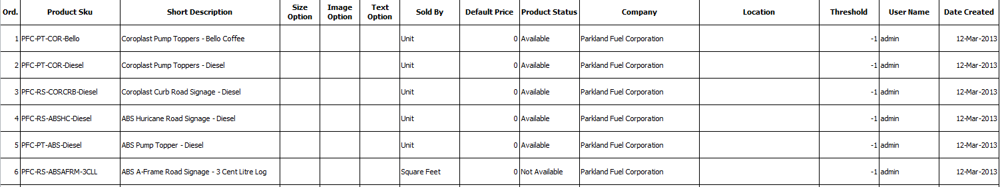 Ord. Product Sku Short Description Size Option Image Option Text Option Sold By Default Price Product Status Company Location Threshold User Name Date Created
1 PFC-PT-COR-Bello Coroplast Pump Toppers - Bello Coffee Unit 0 Available Parkland Fuel Corporation -1 admin 12-Mar-2013
2 PFC-PT-COR-Diesel Coroplast Pump Toppers - Diesel Unit 0 Available Parkland Fuel Corporation -1 admin 12-Mar-2013
3 PFC-RS-CORCRB-Diesel Coroplast Curb Road Signage - Diesel Unit 0 Available Parkland Fuel Corporation -1 admin 12-Mar-2013
4 PFC-RS-ABSHC-Diesel ABS Huricane Road Signage - Diesel Unit 0 Available Parkland Fuel Corporation -1 admin 12-Mar-2013
5 PFC-PT-ABS-Diesel ABS Pump Topper - Diesel Unit 0 Available Parkland Fuel Corporation -1 admin 12-Mar-2013
6 PFC-RS-ABSAFRM-3CLL ABS A-Frame Road Signage - 3 Cent Litre Log Square Feet 0 Not Available Parkland Fuel Corporation -1 admin 12-Mar-2013